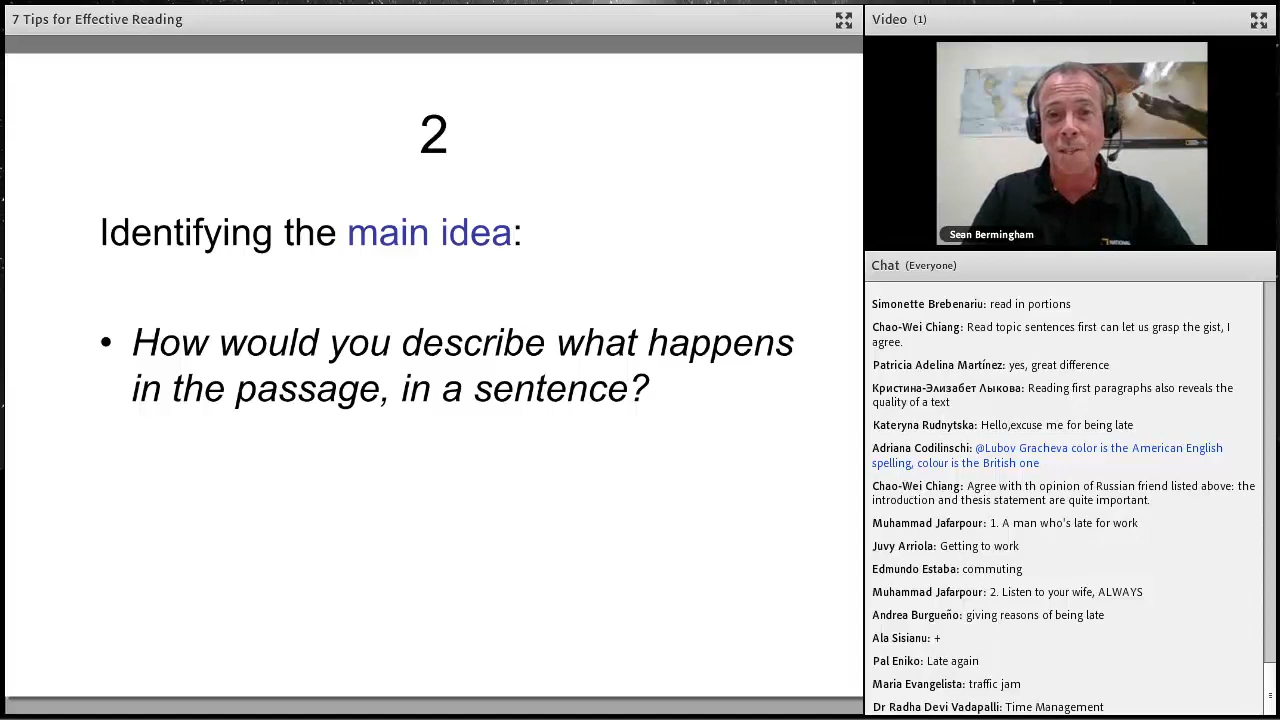 7 Tips for Effective Reading
2
Identifying the main idea:
• How would you describe what happens
in the passage, in a sentence?
Video (1)
NATIONAL
Sean Bermingham
Chat (Everyone)
Simonette Brebenariu: read in portions
Chao-Wei Chiang: Read topic sentences first can let us grasp the gist, I
agree.
Patricia Adelina Martínez: yes, great difference
Кристина-Элизабет Лыкова: Reading first paragraphs also reveals the
quality of a text
Kateryna Rudnytska: Hello,excuse me for being late
Adriana Codilinschi: @Lubov Gracheva color is the American English
spelling, colour is the British one
Chao-Wei Chiang: Agree with th opinion of Russian friend listed above: the
introduction and thesis statement are quite important.
Muhammad Jafarpour: 1. A man who's late for work
Juvy Arriola: Getting to work
Edmundo Estaba: commuting
Muhammad Jafarpour: 2. Listen to your wife, ALWAYS
Andrea Burgueño: giving reasons of being late
Ala Sisianu: +
Pal Eniko: Late again
Maria Evangelista: traffic jam
Dr Radha Devi Vadapalli: Time Management